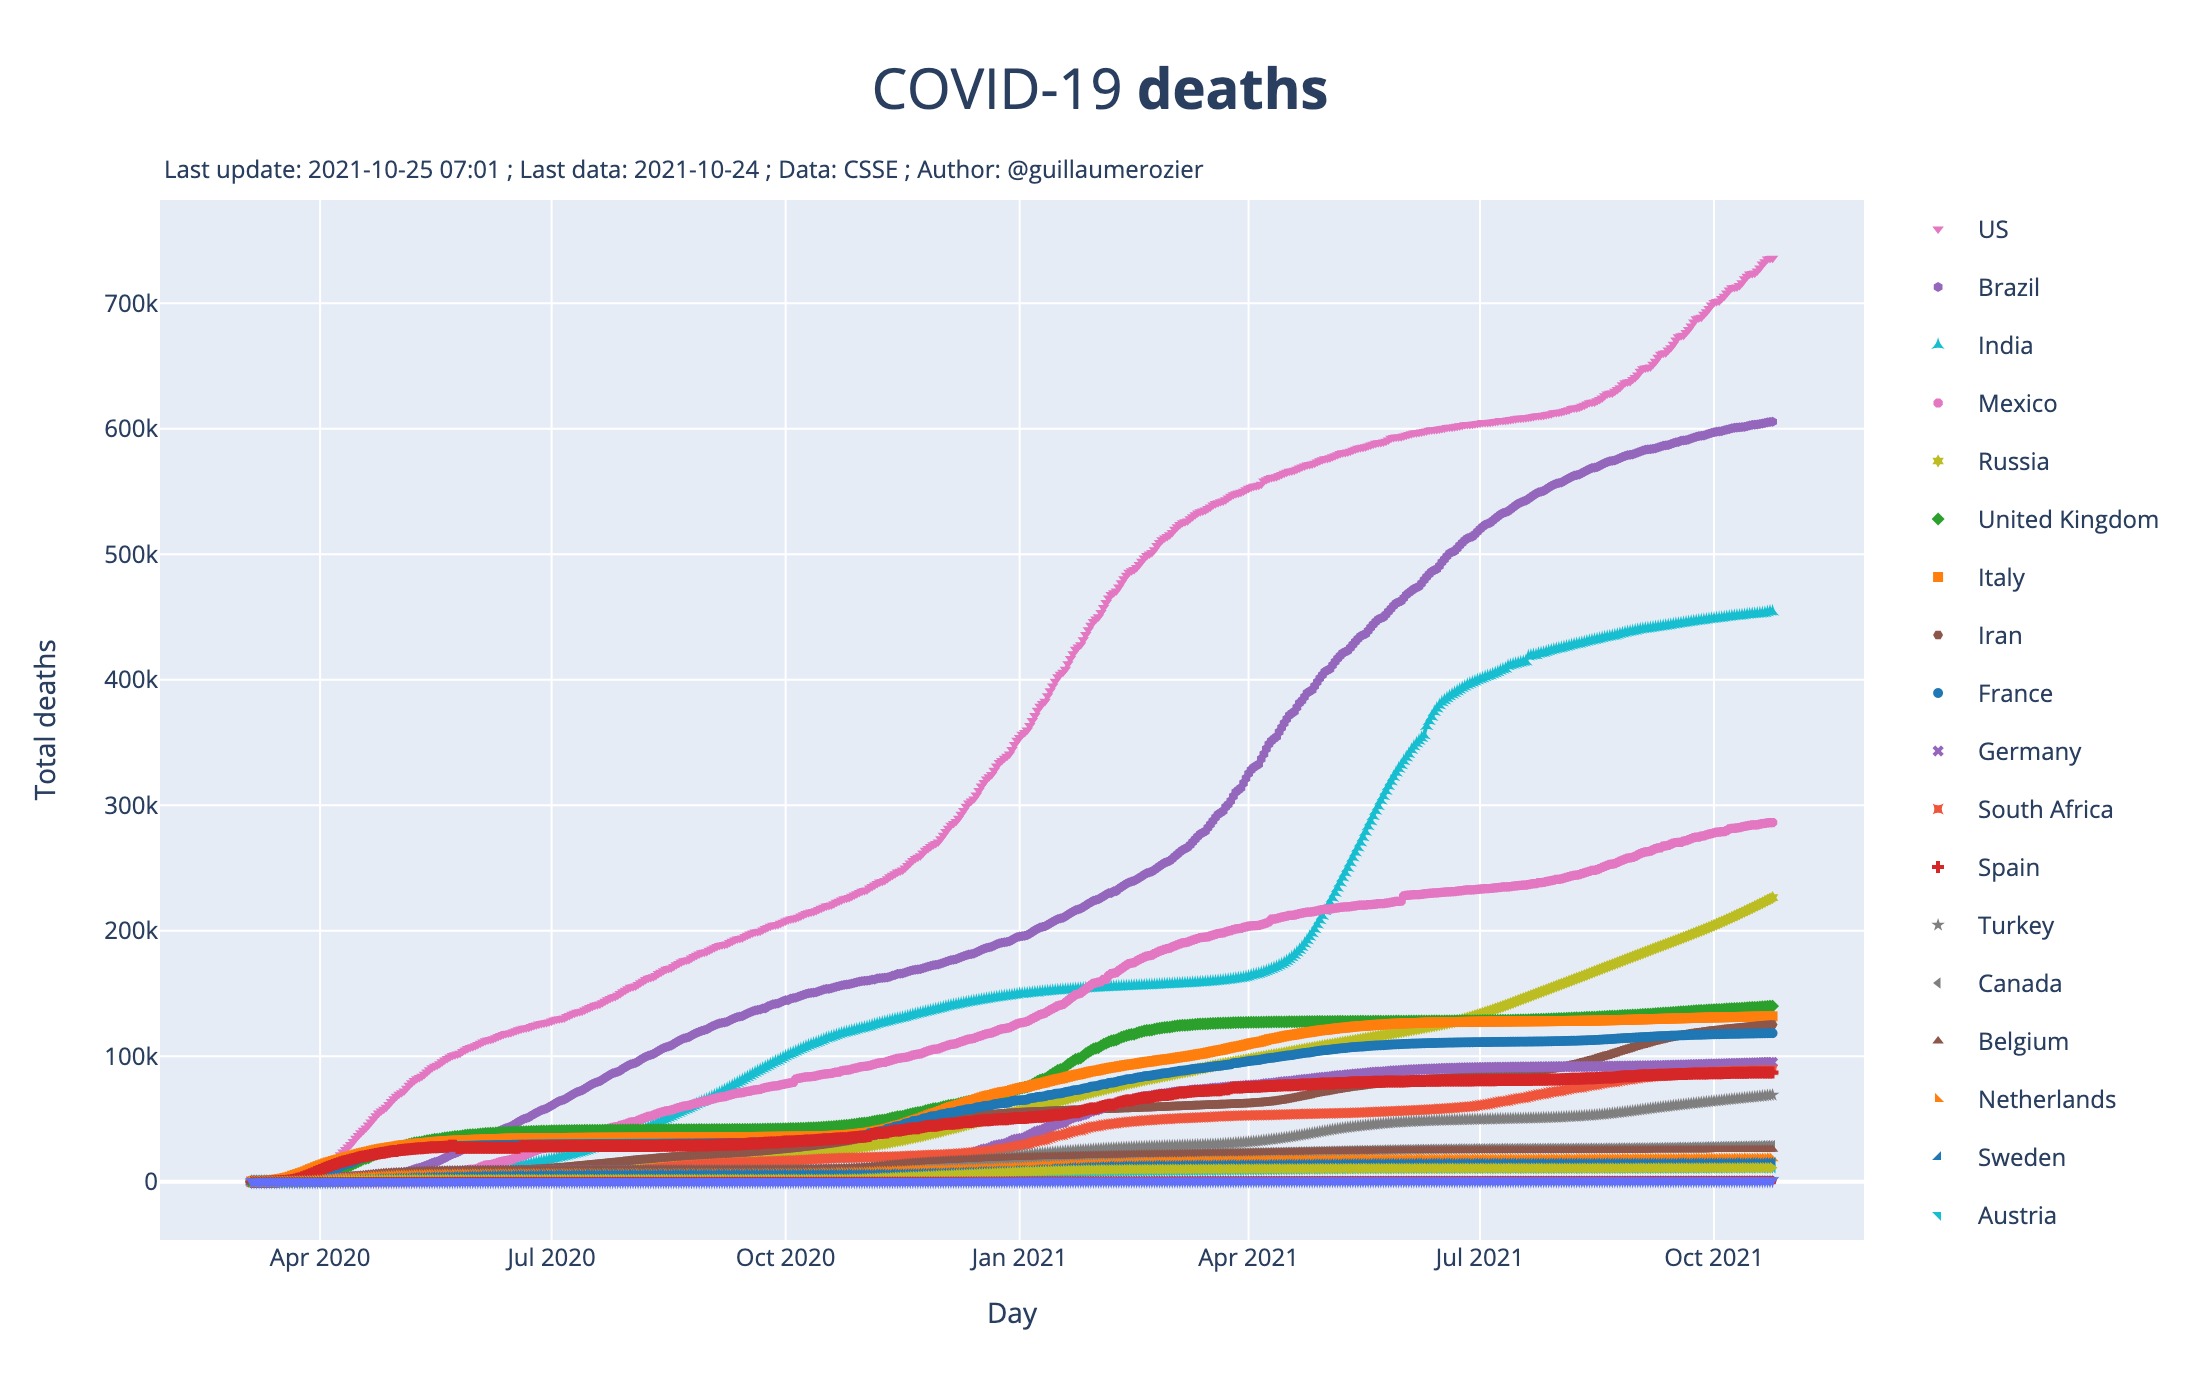 COVID-19 deaths
Last update: 2021-10-25 07:01 ; Last data: 2021-10-24 ; Data: CSSE ; Author: @guillaumerozier
US
Brazil
India
Mexico
Russia
United Kingdom
Italy
Iran
France
Germany
South Africa
Spain
Turkey
Canada
Belgium
Netherlands
Sweden
Austria
Total deaths
700k
600k
500k
400k
300k
200k
100k
0
Apr 2020 Jul 2020 Oct 2020 Jan 2021 Apr 2021 Jul 2021 Oct 2021
Day